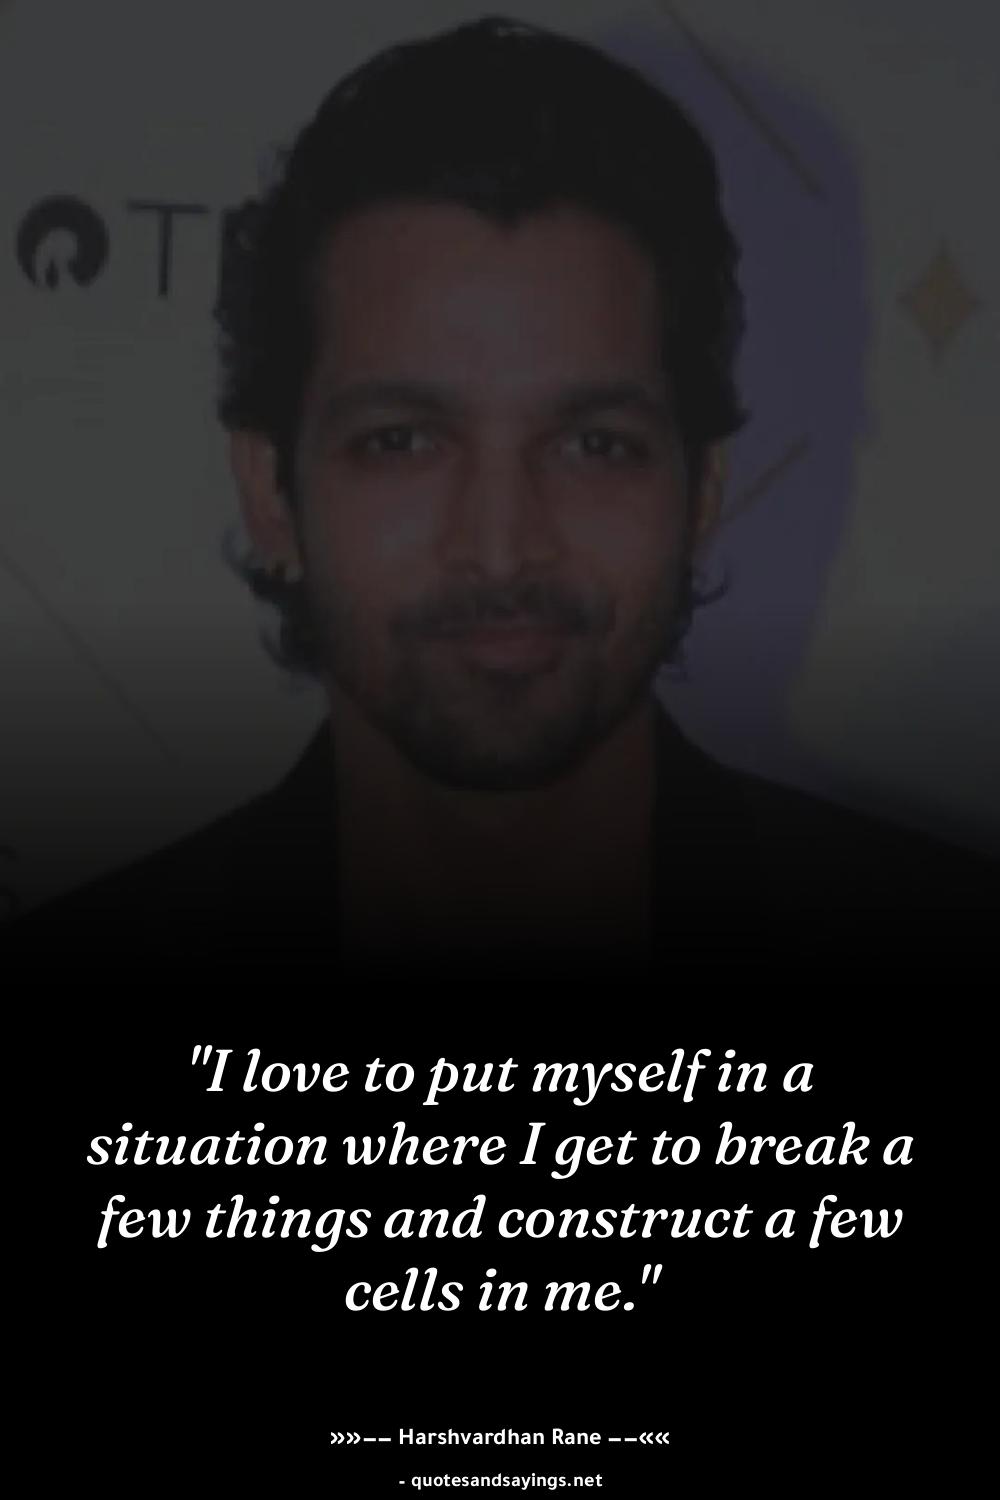 T
"I love to put myself in a
situation where I get to break a
few things and construct a few
cells in me."
»»–– Harshvardhan Rane ––««
- quotesandsayings.net